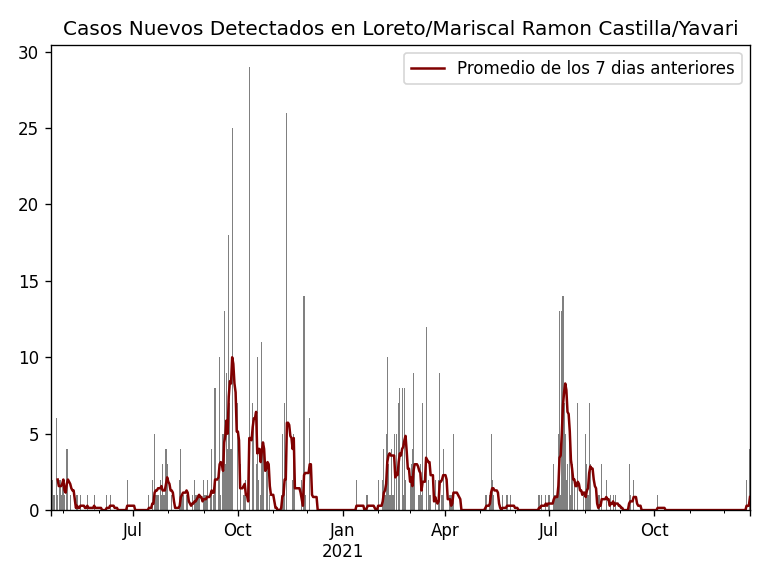 Casos Nuevos Detectados en Loreto/Mariscal Ramon Castilla/Yavari
Promedio de los 7 dias anteriores
30
25
20
15
10
5
0
Jul Oct Jan Apr Jul Oct
2021